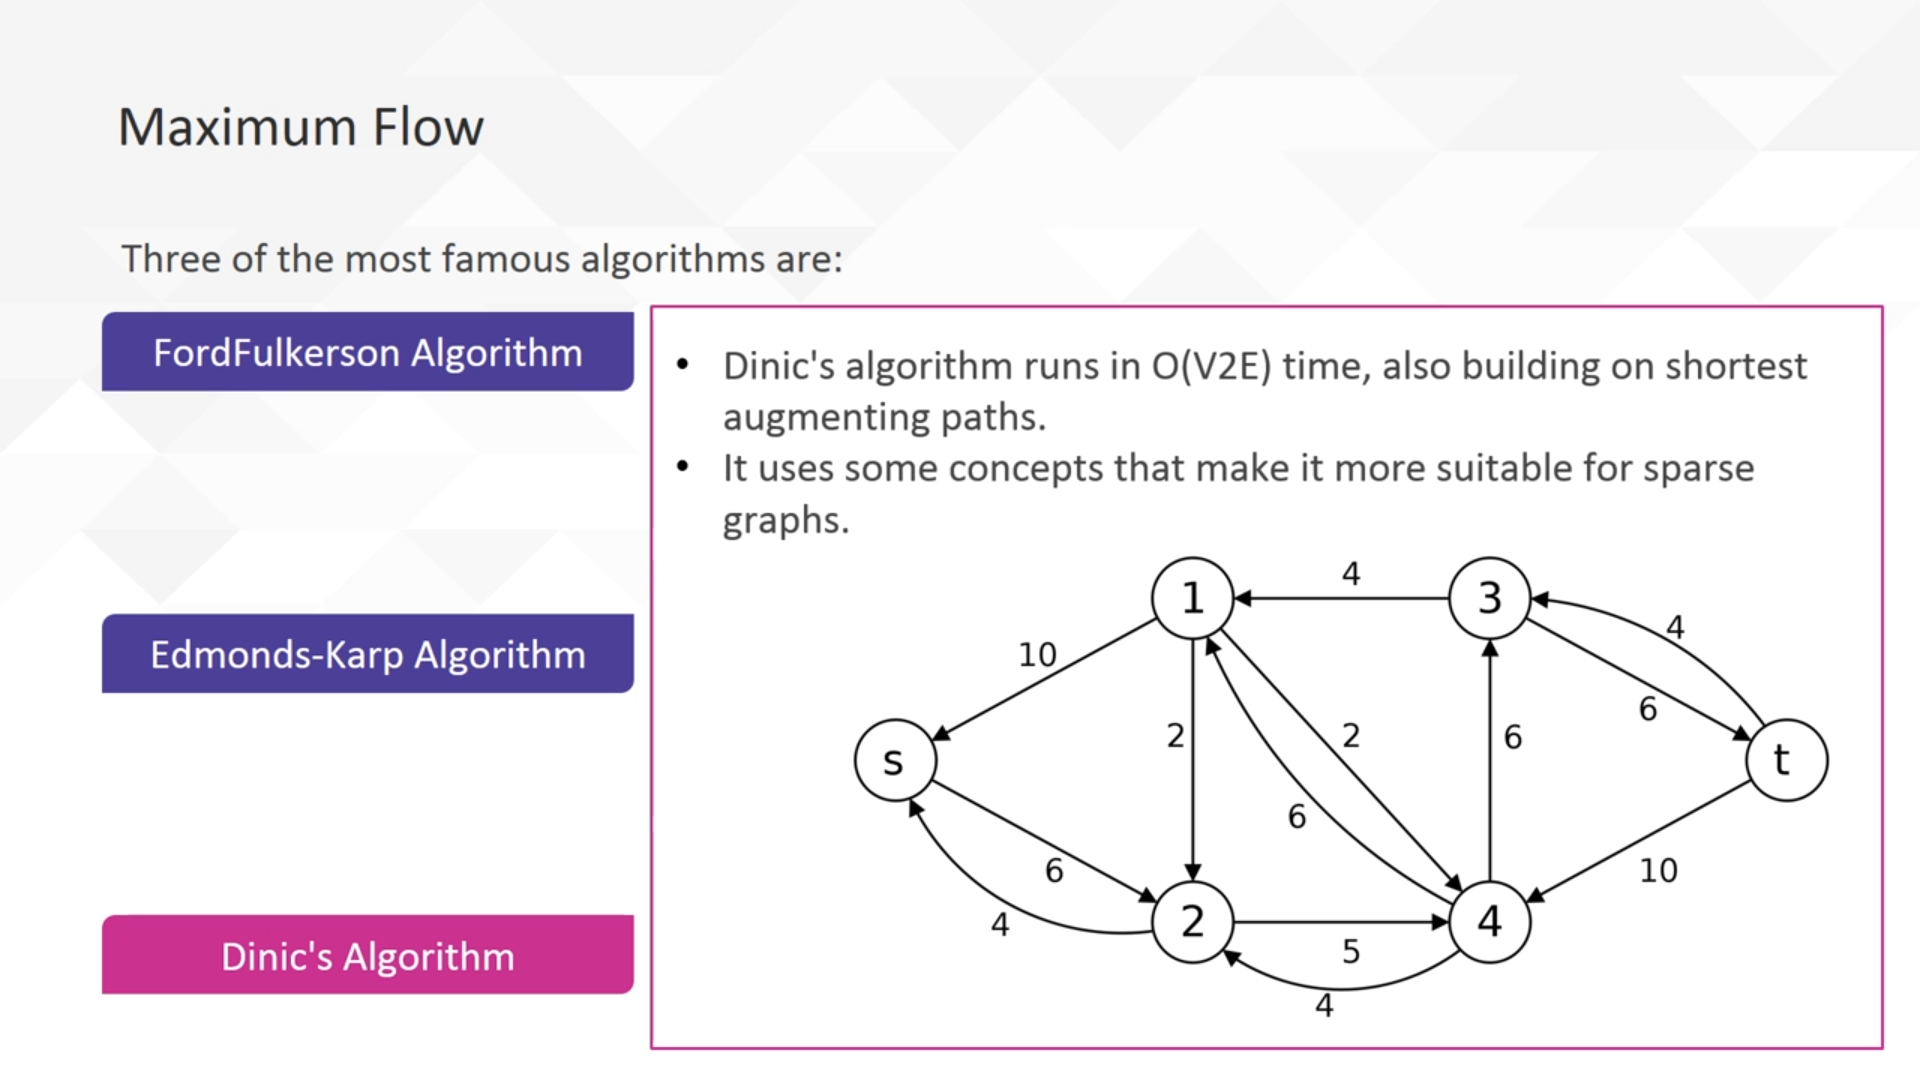 Maximum Flow
Three of the most famous algorithms are:
FordFulkerson Algorithm
Edmonds-Karp Algorithm
Dinic's Algorithm
• Dinic's algorithm runs in O(V2E) time, also building on shortest
augmenting paths.
• It uses some concepts that make it more suitable for sparse
graphs.
4
1
3
4
10
6
2
2
6
s
t
6
6
10
4
2
5
4
4